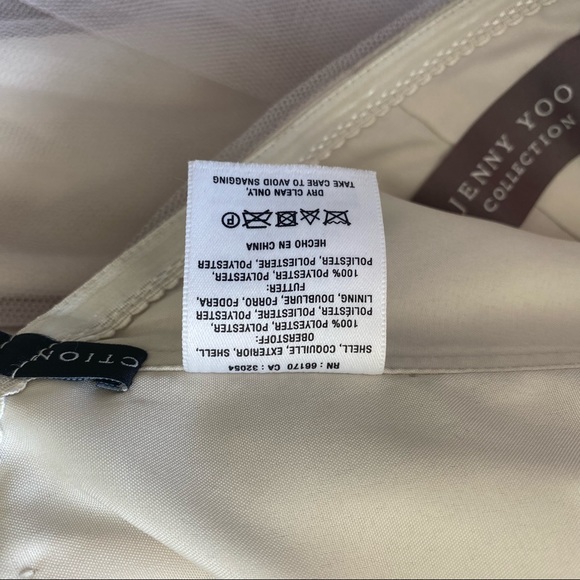 JENNY YOO
COLLECTION
RN : 66170 CA : 32054
SHELL, COQUILLE, EXTERIOR, SHELL,
OBERSTOFF:
100% POLYESTER, POLYESTER,
POLIÉSTER, POLIESTERE, POLYESTER
LINING, DOUBLURE, FORRO, FODERA,
FUTTER:
100% POLYESTER, POLYESTER,
POLIÉSTER, POLIESTERE, POLYESTER
HECHO EN CHINA
P
DRY CLEAN ONLY,
TAKE CARE TO AVOID SNAGGING
CTION